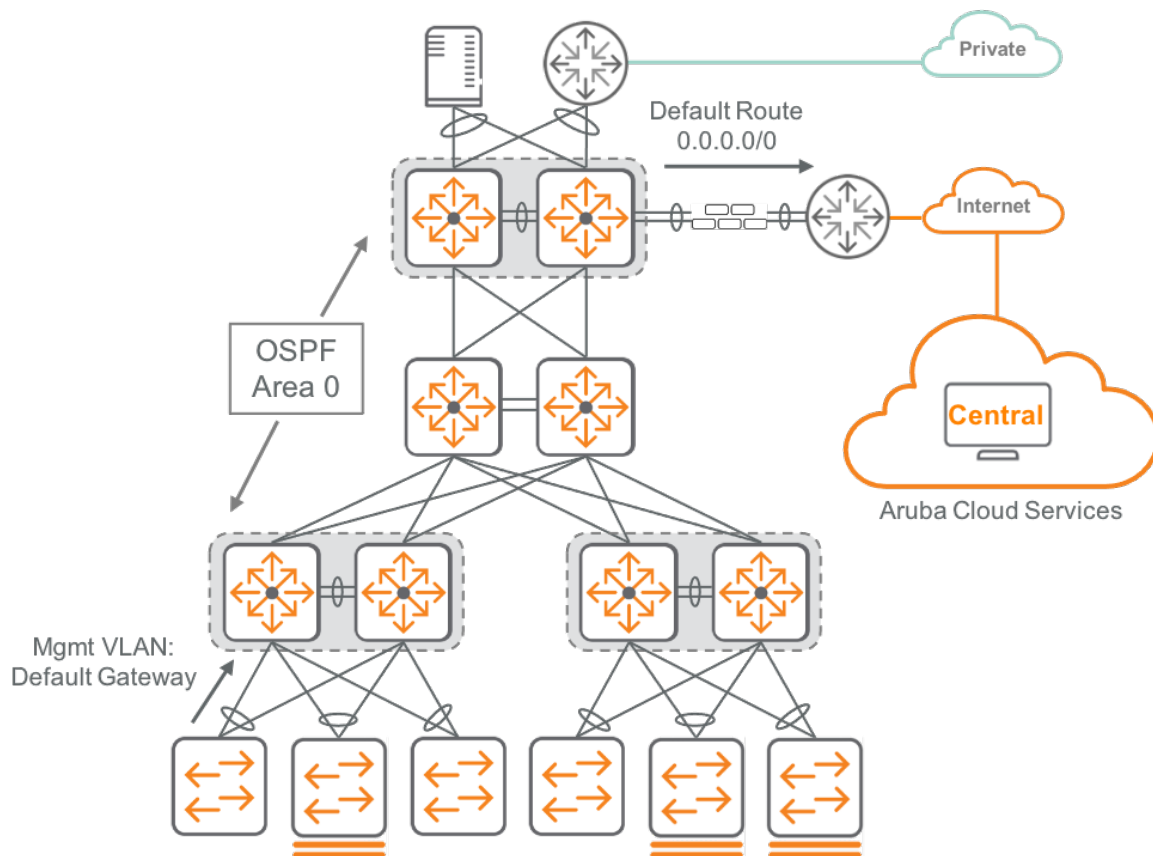 Private
Default Route
0.0.0.0/0
Internet
OSPF
Area 0
Central
Aruba Cloud Services
Mgmt VLAN:
Default Gateway